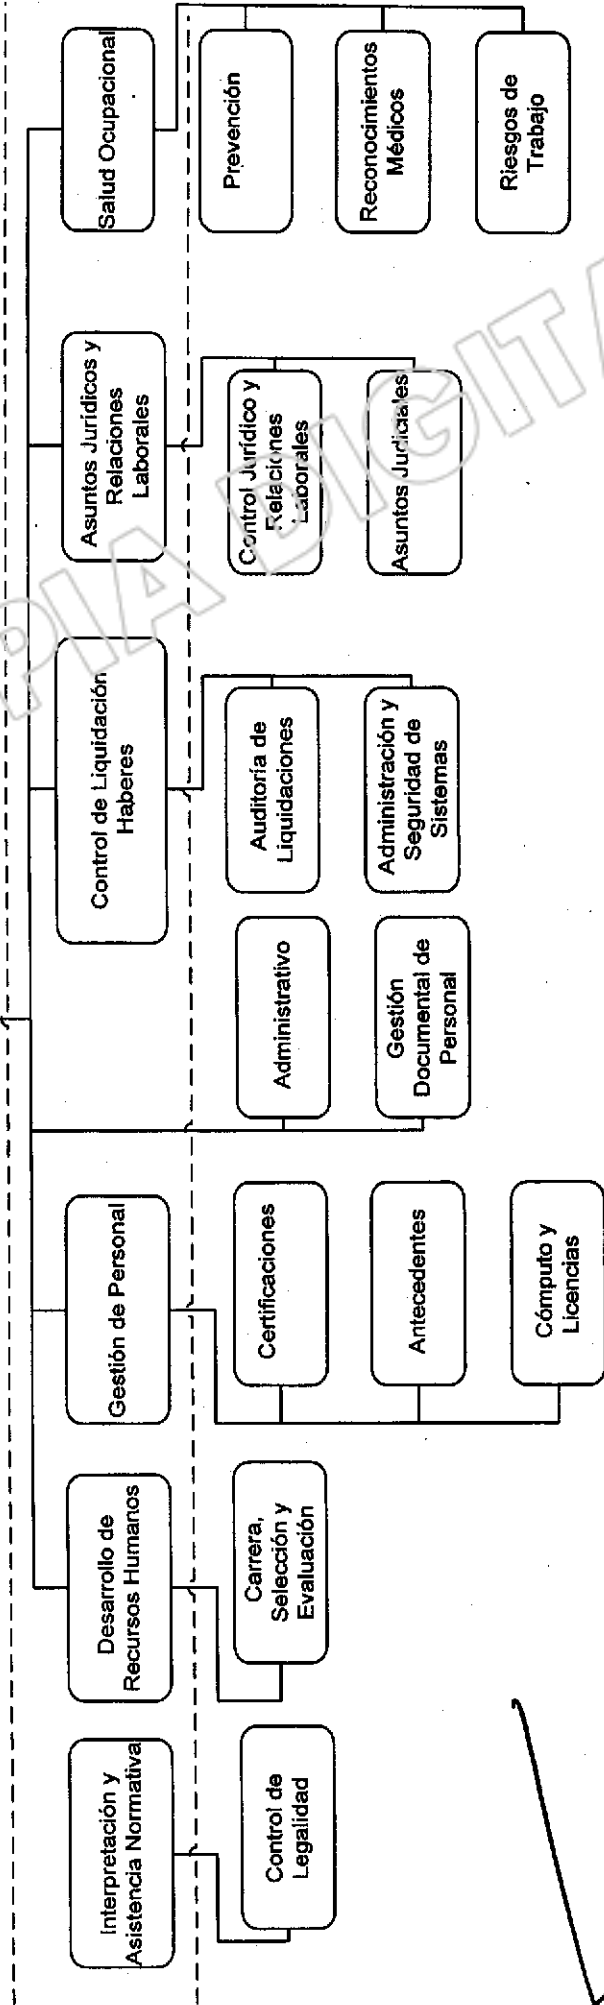 Interpretación y
Asistencia Normativa
Desarrollo de
Recursos Humanos
Gestión de Personal
Control de Liquidación
Haberes
Asuntos Jurídicos y
Relaciones
Laborales
Salud Ocupacional
Control de
Legalidad
Carrera,
Selección y
Evaluación
Certificaciones
Antecedentes
Cómputo y
Licencias
Administrativo
Gestión
Documental de
Personal
Auditoría de
Liquidaciones
Administración y
Seguridad de
Sistemas
Control Jurídico y
Relaciones
Laborales
Asuntos Judiciales
Prevención
Reconocimientos
Médicos
Riesgos de
Trabajo
PIA DIGITA